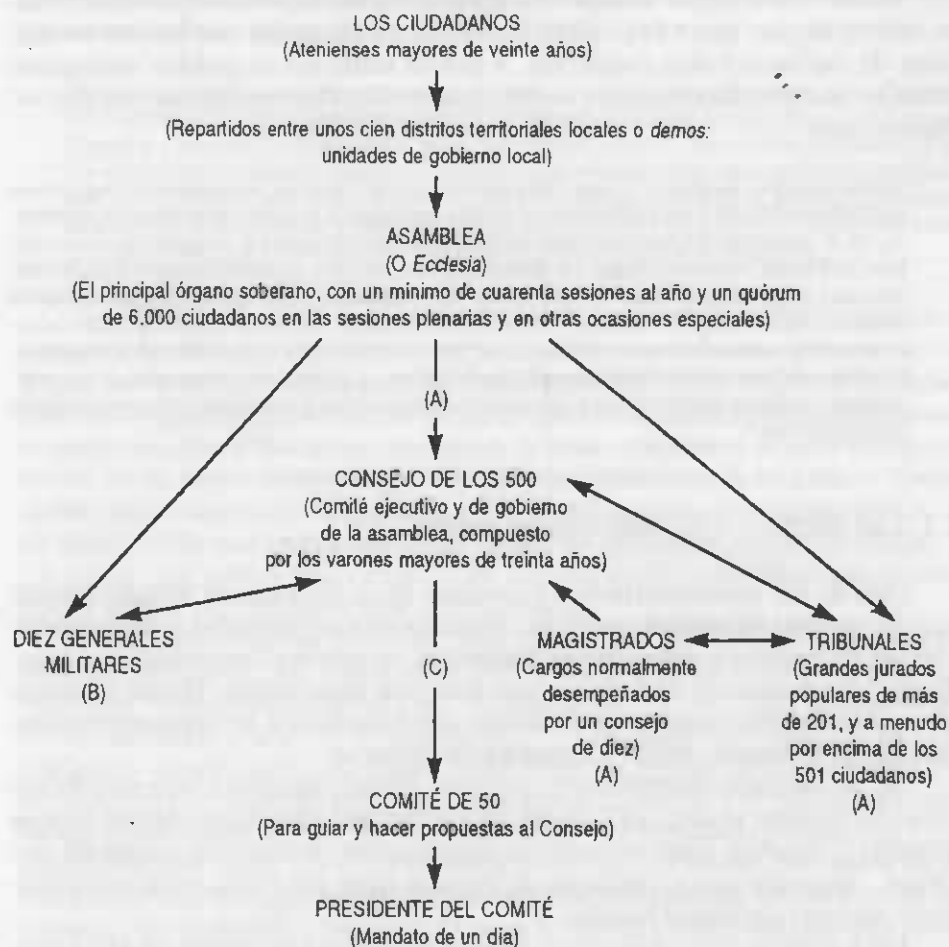 LOS CIUDADANOS
(Atenienses mayores de veinte años)
(Repartidos entre unos cien distritos territoriales locales o demos:
unidades de gobierno local)
ASAMBLEA
(O Ecclesia)
(El principal órgano soberano, con un mínimo de cuarenta sesiones al año y un quórum
de 6,000 ciudadanos en las sesiones plenarias y en otras ocasiones especiales)
(A)
CONSEJO DE LOS 500
(Comité ejecutivo y de gobierno
de la asamblea, compuesto
por los varones mayores de treinta años)
DIEZ GENERALES
MILITARES
(B)
(C)
MAGISTRADOS
(Cargos normalmente
desempeñados
por un consejo
de diez)
(A)
TRIBUNALES
(Grandes jurados
populares de más
de 201, y a menudo
por encima de los
501 ciudadanos)
(A)
COMITÉ DE 50
(Para guiar y hacer propuestas al Consejo)
PRESIDENTE DEL COMITÉ
(Mandato de un día)